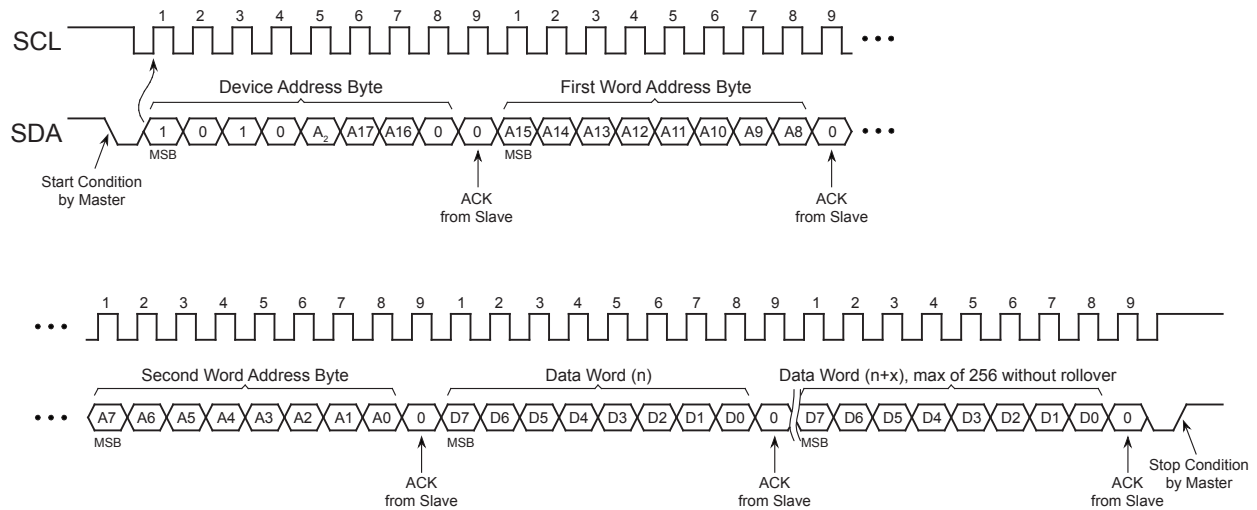 1 2 3 4 5 6 7 8 9 1 2 3 4 5 6 7 8 9
SCL
Device Address Byte First Word Address Byte
SDA 1 0 1 0 A2 A17 A16 0 0 A15 A14 A13 A12 A11 A10 A9 A8 0
MSB MSB
Start Condition
by Master
ACK
from Slave
ACK
from Slave
1 2 3 4 5 6 7 8 9 1 2 3 4 5 6 7 8 9 1 2 3 4 5 6 7 8 9
Second Word Address Byte Data Word (n) Data Word (n+x), max of 256 without rollover
A7 A6 A5 A4 A3 A2 A1 A0 0 D7 D6 D5 D4 D3 D2 D1 D0 0 D7 D6 D5 D4 D3 D2 D1 D0 0
MSB MSB MSB
ACK
from Slave
ACK
from Slave
ACK
from Slave
Stop Condition
by Master